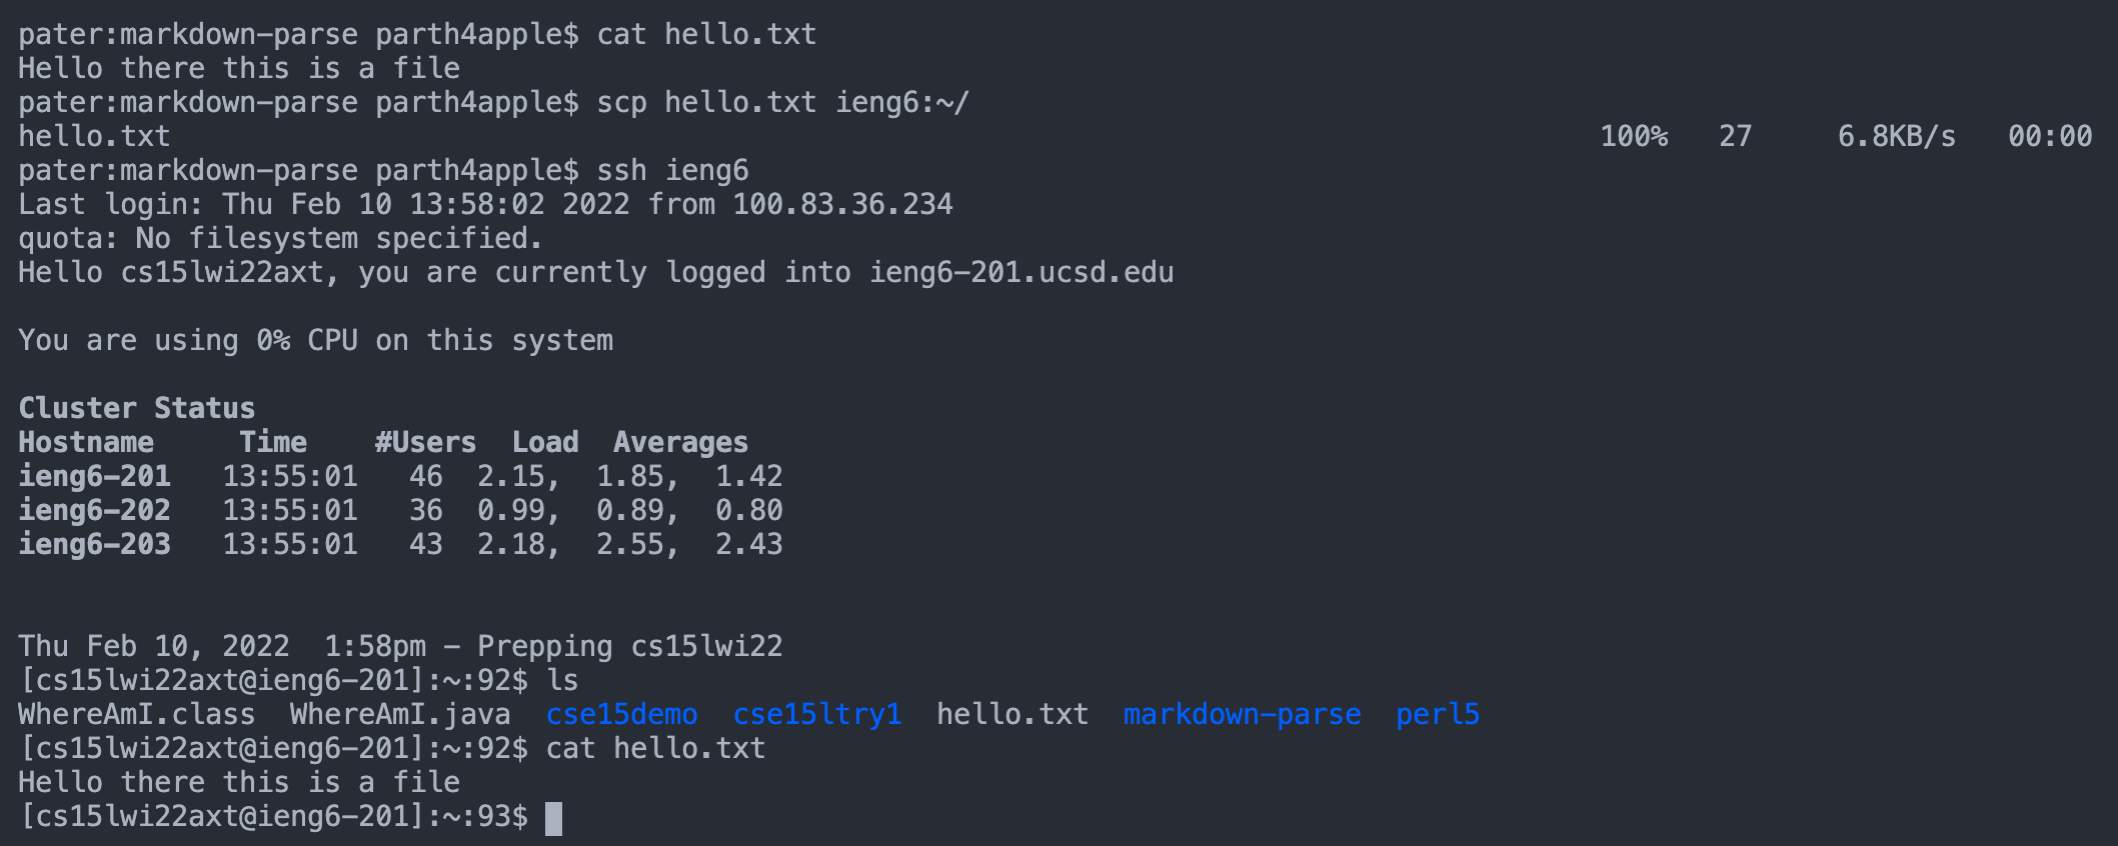 pater:markdown-parse parth4apple$ cat hello.txt
Hello there this is a file
pater:markdown-parse parth4apple$ scp hello.txt ieng6:~/
hello.txt 100% 27 6.8KB/s 00:00
pater:markdown-parse parth4apple$ ssh ieng6
Last login: Thu Feb 10 13:58:02 2022 from 100.83.36.234
quota: No filesystem specified.
Hello cs15lwi22axt, you are currently logged into ieng6-201.ucsd.edu
You are using 0% CPU on this system
Cluster Status
Hostname Time #Users Load Averages
ieng6-201 13:55:01 46 2.15, 1.85, 1.42
ieng6-202 13:55:01 36 0.99, 0.89, 0.80
ieng6-203 13:55:01 43 2.18, 2.55, 2.43
Thu Feb 10, 2022 1:58pm - Prepping cs15lwi22
[cs15lwi22axt@ieng6-201]:~:92$ ls
WhereAmI.class WhereAmI.java cse15demo cse15ltry1 hello.txt markdown-parse perl5
[cs15lwi22axt@ieng6-201]:~:92$ cat hello.txt
Hello there this is a file
[cs15lwi22axt@ieng6-201]:~:93$